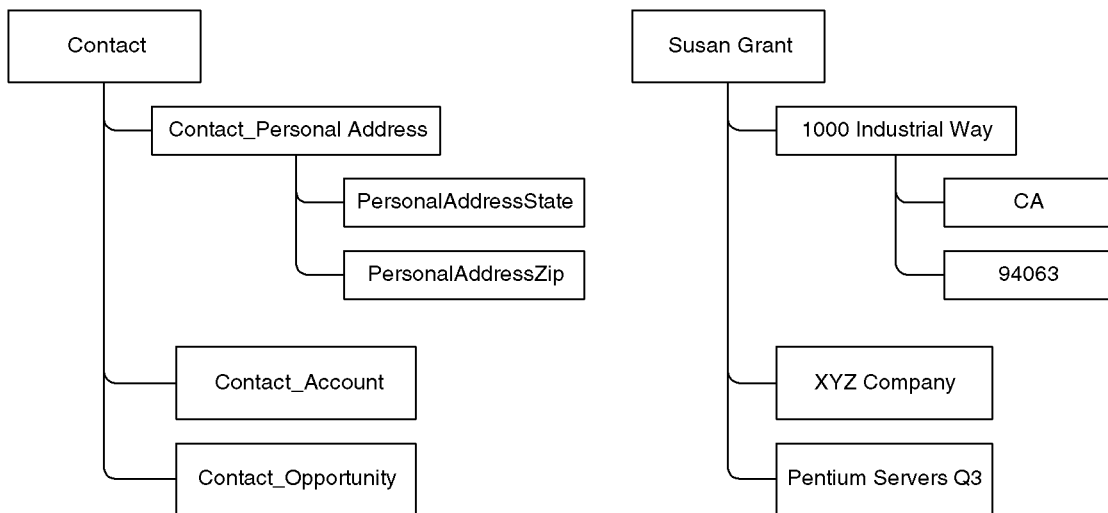 Contact
Contact_Personal Address
PersonalAddressState
PersonalAddressZip
Contact_Account
Contact_Opportunity
Susan Grant
1000 Industrial Way
CA
94063
XYZ Company
Pentium Servers Q3